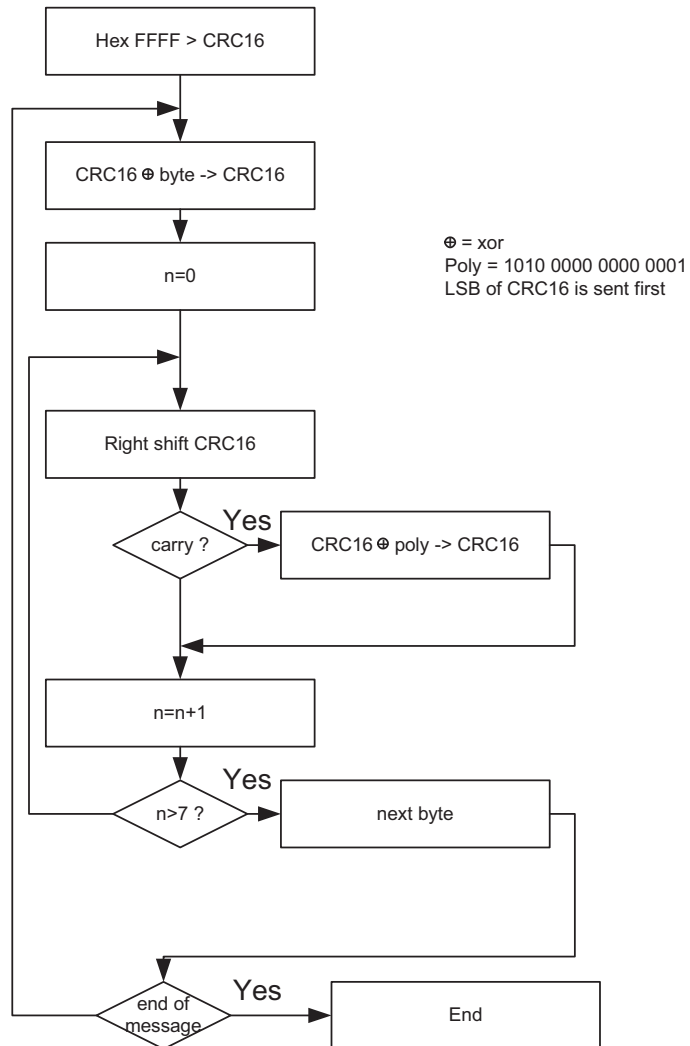 Hex FFFF > CRC16
CRC16 ⊕ byte -> CRC16
n=0
⊕ = xor
Poly = 1010 0000 0000 0001
LSB of CRC16 is sent first
Right shift CRC16
carry ?
Yes
CRC16 ⊕ poly -> CRC16
n=n+1
n>7 ?
Yes
next byte
end of
message
Yes
End